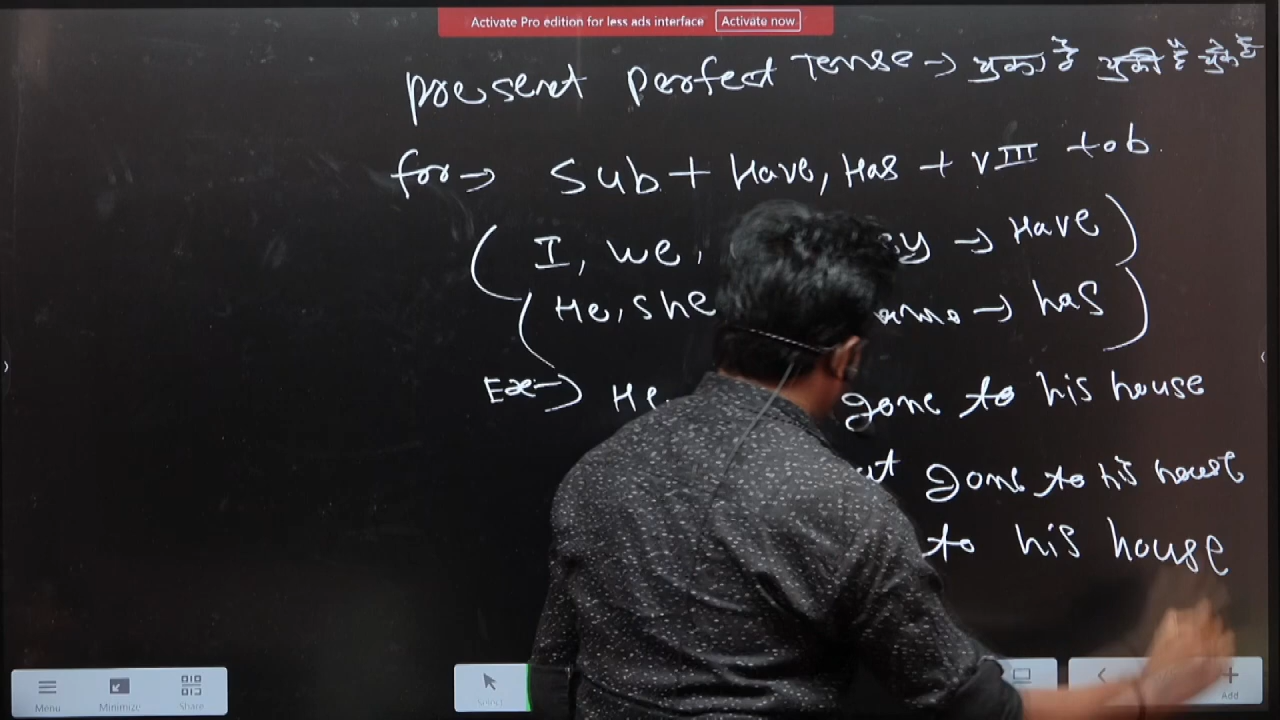 Activate Pro edition for less ads interface Activate now
present perfect Tense → चुका है चुकी है चुके हैं
for → Sub + Have, Has + VIII + ob.
(I, we, → Have)
(He, she → has)
Ex → He gone to his house
gone to his house
to his house
Menu Minimize Share Select Add